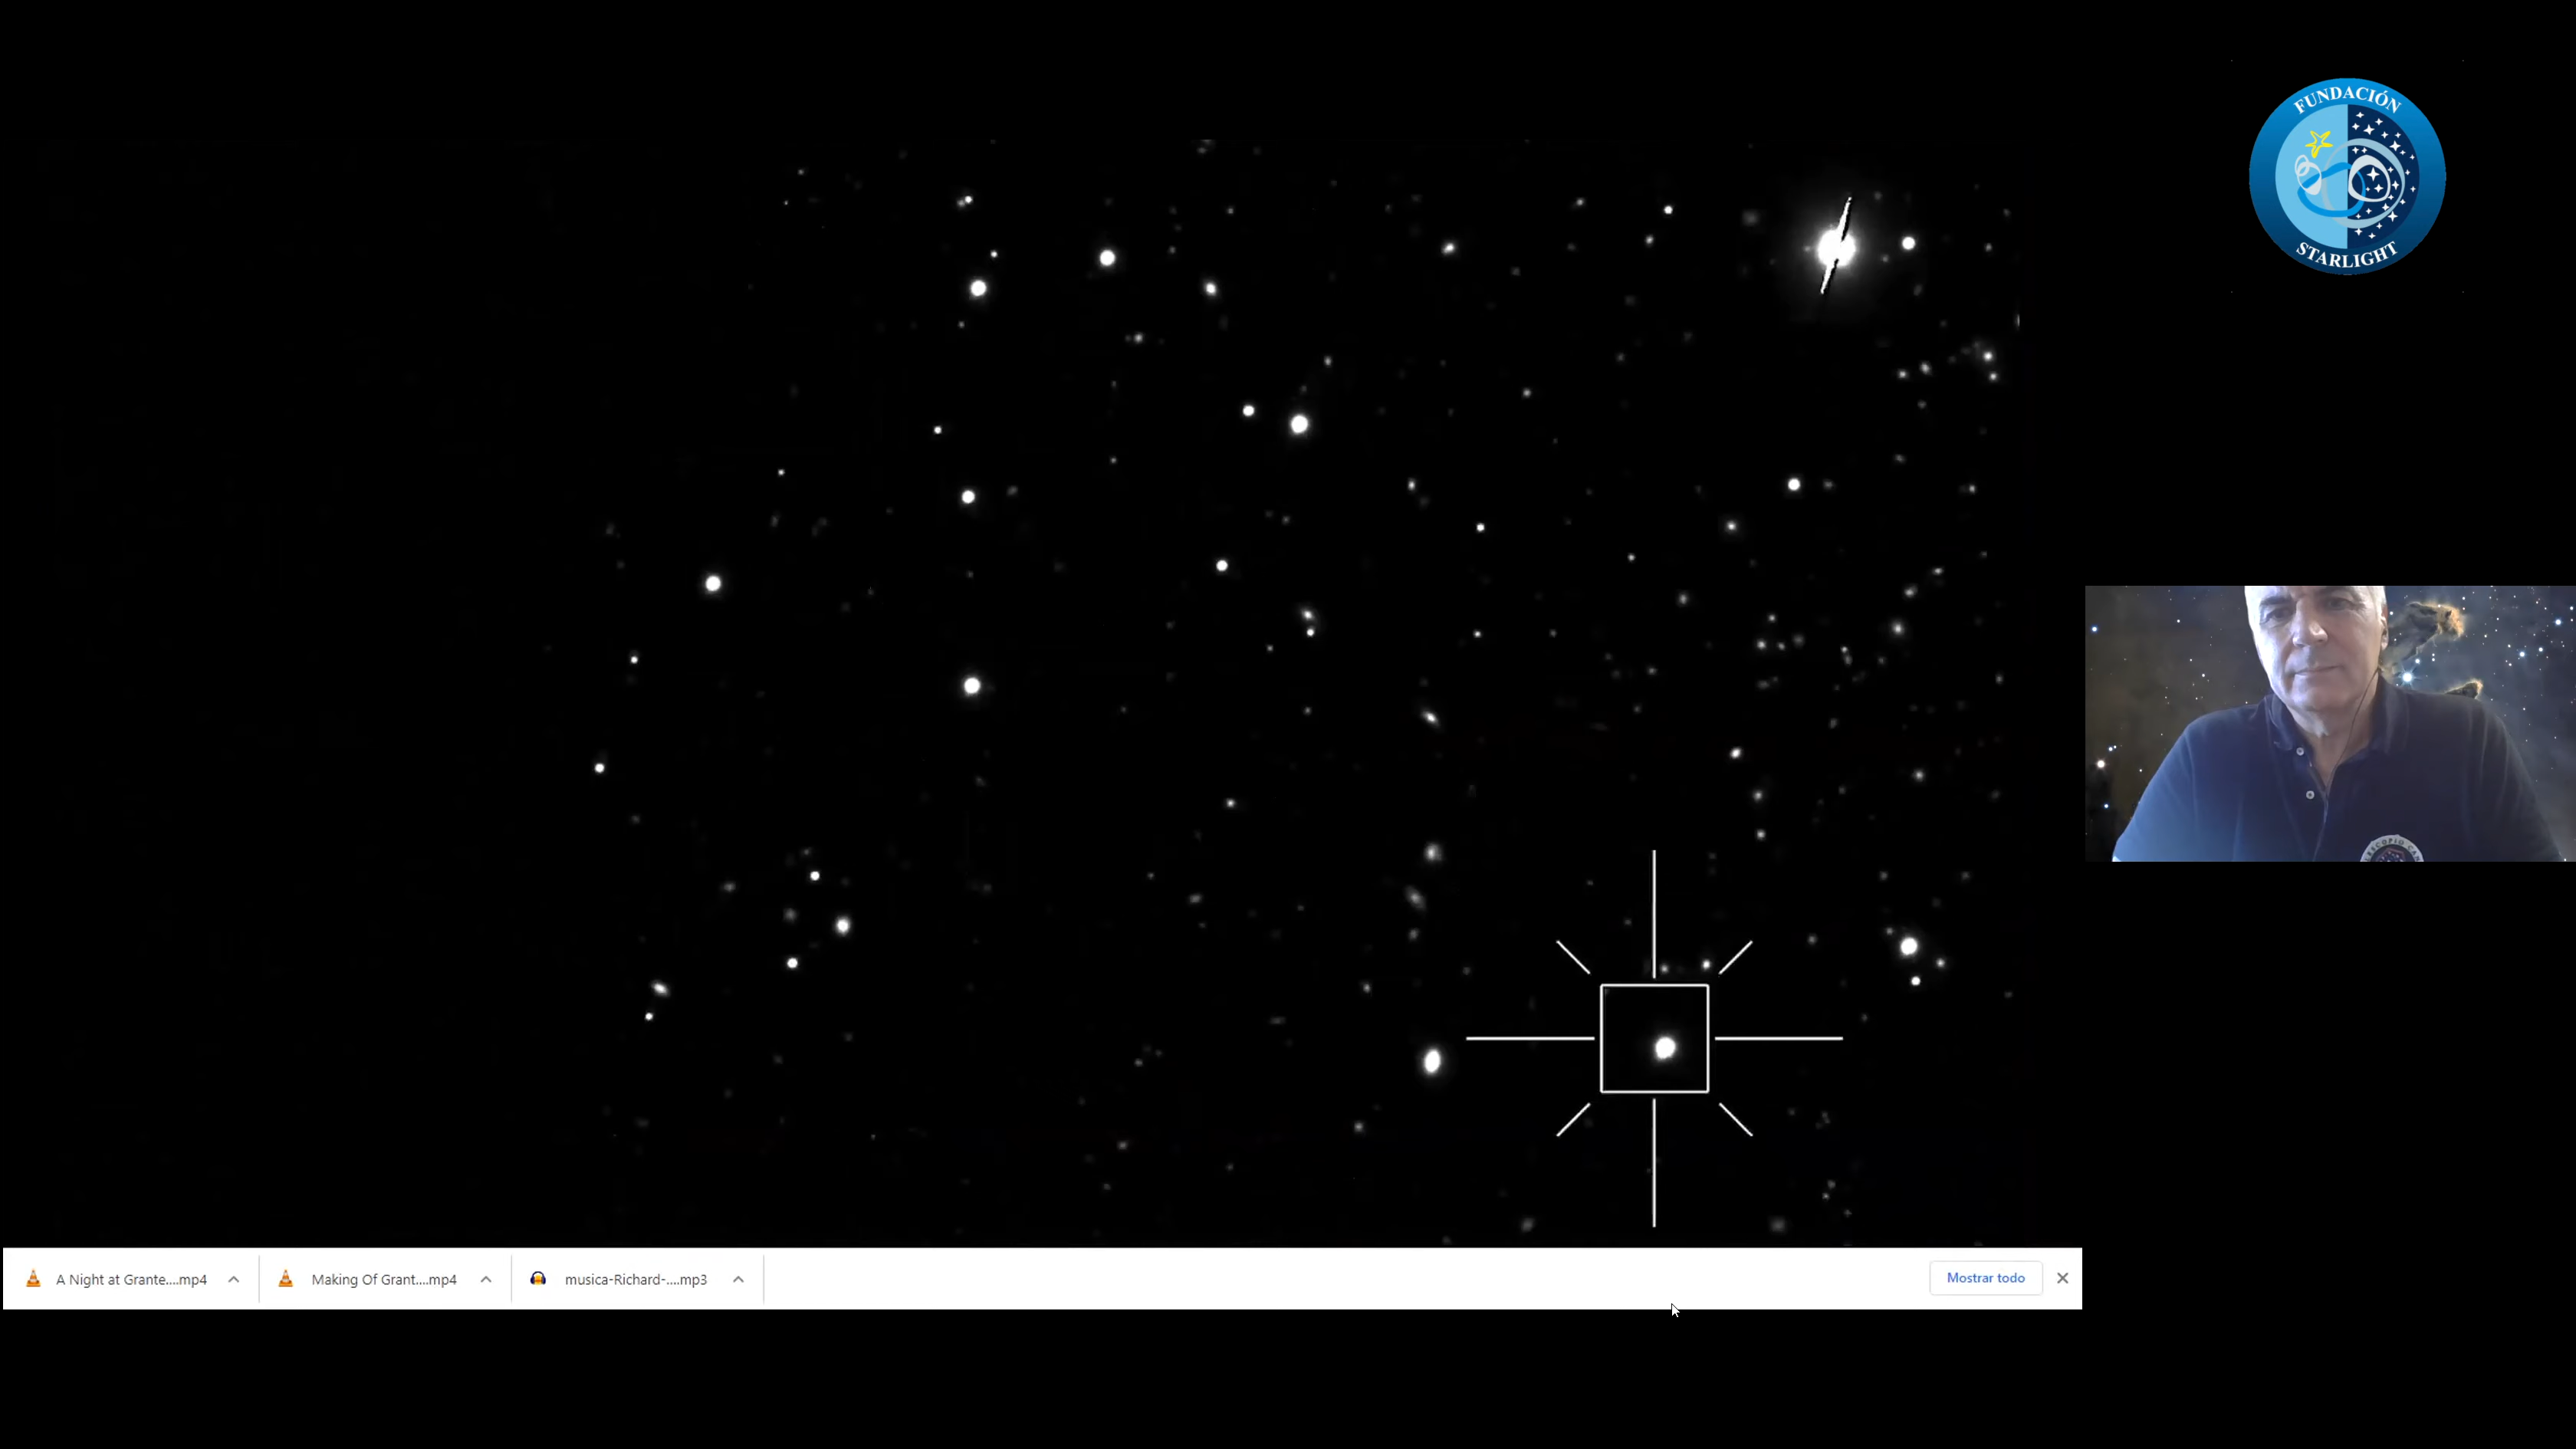 FUNDACIÓN
STARLIGHT
A Night at Grante....mp4
Making Of Grant....mp4
musica-Richard-....mp3
Mostrar todo